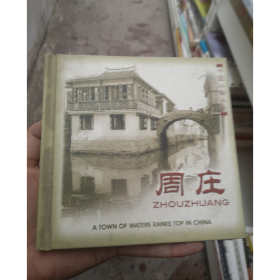 周庄
ZHOUZHUANG
A TOWN OF WATERS RANKS TOP IN CHINA